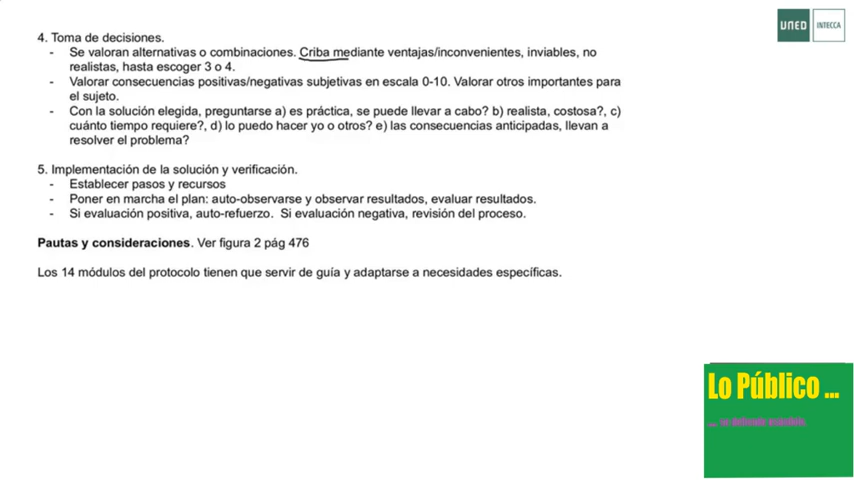 UNED INTECCA
4. Toma de decisiones.
- Se valoran alternativas o combinaciones. Criba mediante ventajas/inconvenientes, inviables, no
realistas, hasta escoger 3 o 4.
- Valorar consecuencias positivas/negativas subjetivas en escala 0-10. Valorar otros importantes para
el sujeto.
- Con la solución elegida, preguntarse a) es práctica, se puede llevar a cabo? b) realista, costosa?, c)
cuánto tiempo requiere?, d) lo puedo hacer yo o otros? e) las consecuencias anticipadas, llevan a
resolver el problema?
5. Implementación de la solución y verificación.
- Establecer pasos y recursos
- Poner en marcha el plan: auto-observarse y observar resultados, evaluar resultados.
- Si evaluación positiva, auto-refuerzo. Si evaluación negativa, revisión del proceso.
Pautas y consideraciones. Ver figura 2 pág 476
Los 14 módulos del protocolo tienen que servir de guía y adaptarse a necesidades específicas.
Lo Público ...